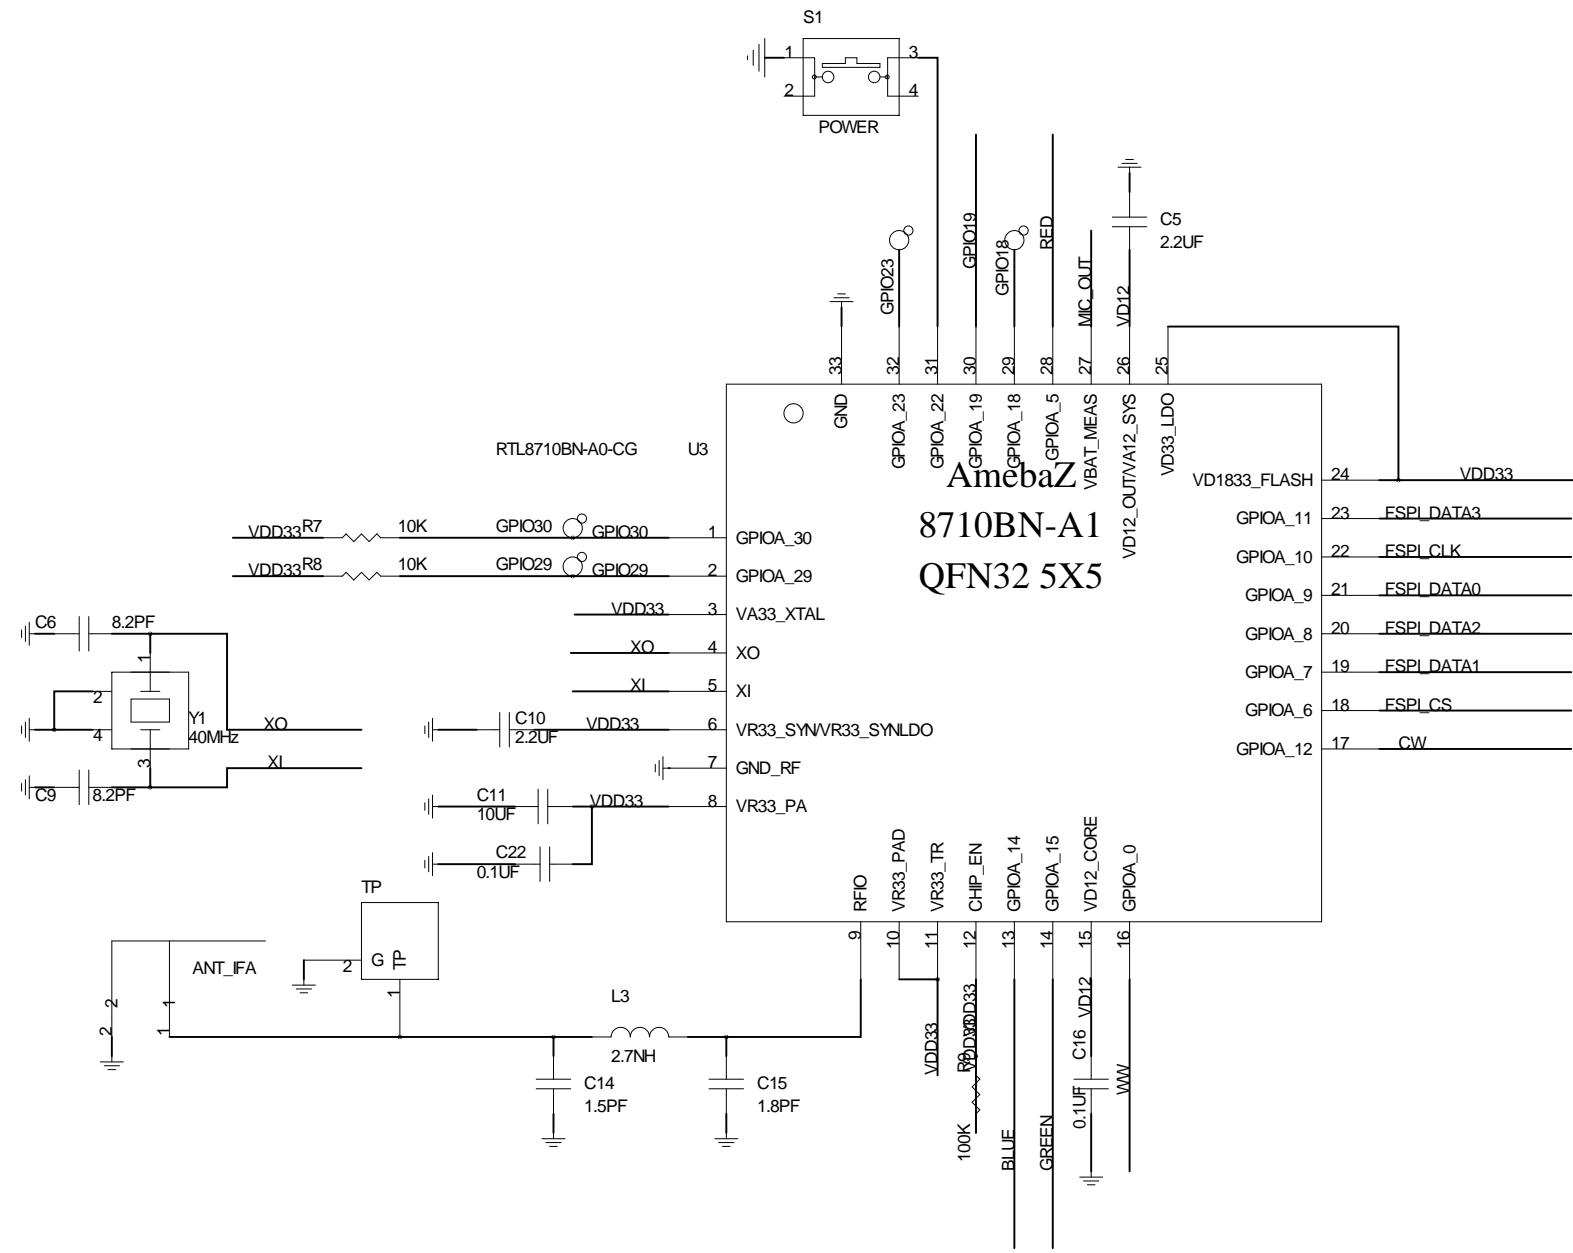 S1
1
3
2
4
POWER
GPIO23
GPIO19
GPIO18
RED
MIC_OUT
VD12
C5
2.2UF
33
32
31
30
29
28
27
26
25
GND
GPIOA_23
GPIOA_22
GPIOA_19
GPIOA_18
GPIOA_5
VBAT_MEAS
VD12_OUT/VA12_SYS
VD33_LDO
RTL8710BN-A0-CG
U3
AmebaZ
8710BN-A1
QFN32 5X5
VDD33 R7 10K GPIO30 GPIO30 1 GPIOA_30
VDD33 R8 10K GPIO29 GPIO29 2 GPIOA_29
VDD33 3 VA33_XTAL
XO 4 XO
XI 5 XI
C10
2.2UF
VDD33 6 VR33_SYN/VR33_SYNLDO
7 GND_RF
C11
10UF
VDD33 8 VR33_PA
C22
0.1UF
VD1833_FLASH 24 VDD33
GPIOA_11 23 FSPI_DATA3
GPIOA_10 22 FSPI_CLK
GPIOA_9 21 FSPI_DATA0
GPIOA_8 20 FSPI_DATA2
GPIOA_7 19 FSPI_DATA1
GPIOA_6 18 FSPI_CS
GPIOA_12 17 CW
C6
8.2PF
1
2
4
3
Y1
40MHz
XO
XI
C9
8.2PF
RFIO
VR33_PAD
VR33_TR
CHIP_EN
GPIOA_14
GPIOA_15
VD12_CORE
GPIOA_0
9
10
11
12
13
14
15
16
TP
G
TP
2
1
ANT_IFA
2
2
1
1
L3
2.7NH
C14
1.5PF
C15
1.8PF
VDD33
VDD33
VDD33
R9
100K
BLUE
GREEN
VD12
C16
0.1UF
WW